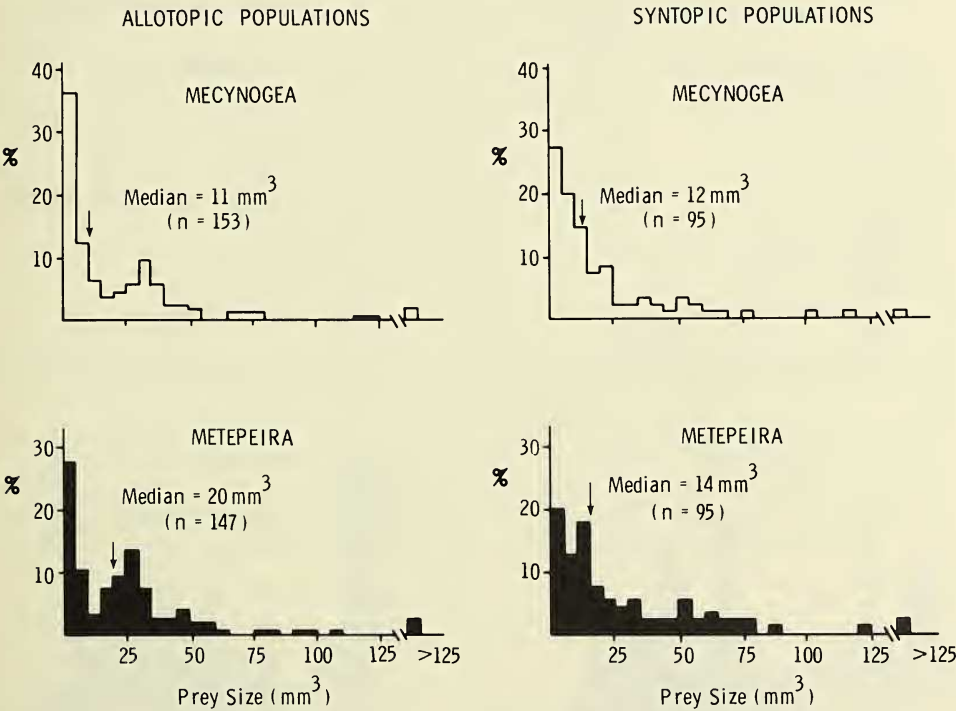 ALLOTOPIC POPULATIONS
SYNTOPIC POPULATIONS
40
30
20
10
%
MECYNOGEA
Median = 11 mm³
(n = 153)
40
30
20
10
%
MECYNOGEA
Median = 12 mm³
(n = 95)
30
20
10
%
METEPEIRA
Median = 20 mm³
(n = 147)
25
50
75
100
125
>125
Prey Size (mm³)
30
20
10
%
METEPEIRA
Median = 14 mm³
(n = 95)
25
50
75
100
125
>125
Prey Size (mm³)